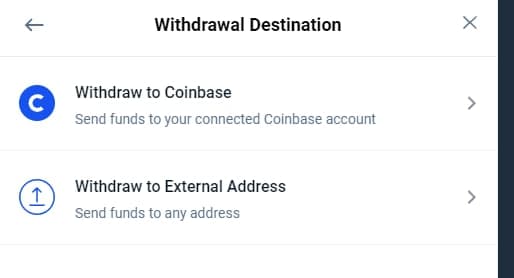 Withdrawal Destination
Withdraw to Coinbase
Send funds to your connected Coinbase account
Withdraw to External Address
Send funds to any address